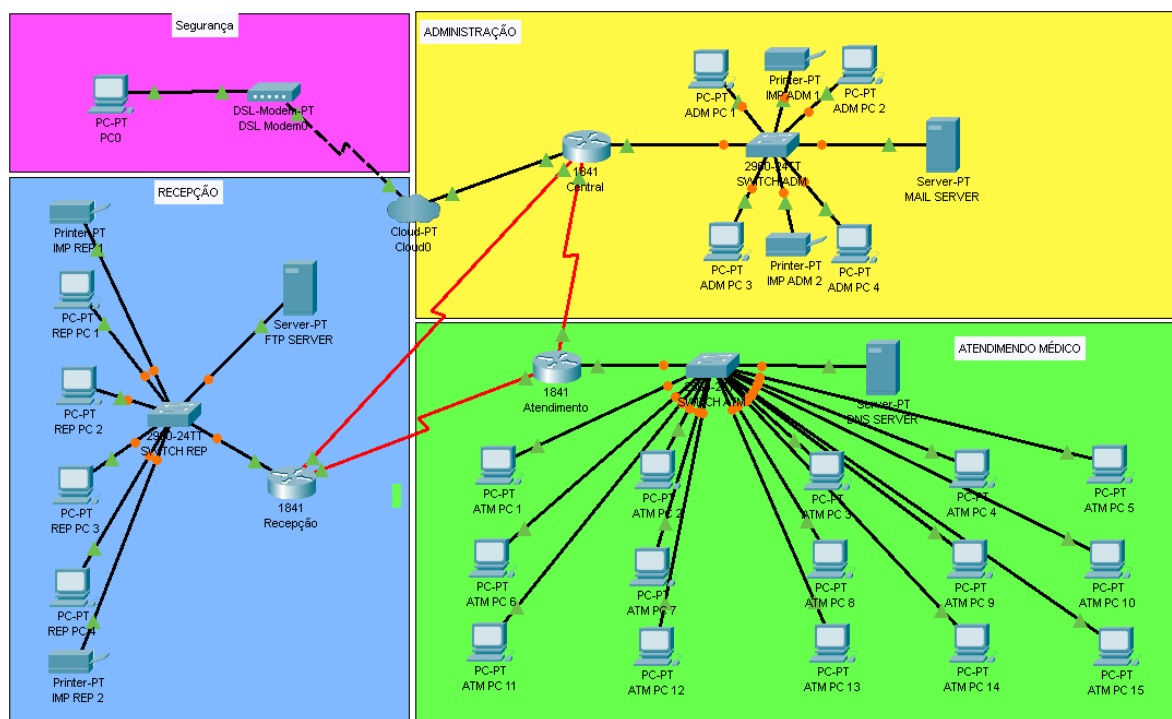 Segurança
PC-PT
PC0
DSL-Modem-PT
DSL Modem0
ADMINISTRAÇÃO
PC-PT
ADM PC 1
Printer-PT
IMP ADM 1
PC-PT
ADM PC 2
1841
Central
2960-24TT
SWITCH ADM
Server-PT
MAIL SERVER
PC-PT
ADM PC 3
Printer-PT
IMP ADM 2
PC-PT
ADM PC 4
Cloud-PT
Cloud0
RECEPÇÃO
Printer-PT
IMP REP 1
PC-PT
REP PC 1
Server-PT
FTP SERVER
PC-PT
REP PC 2
2960-24TT
SWITCH REP
PC-PT
REP PC 3
1841
Recepção
PC-PT
REP PC 4
Printer-PT
IMP REP 2
ATENDIMENDO MÉDICO
1841
Atendimento
SWITCH ATM
Server-PT
DNS SERVER
PC-PT
ATM PC 1
PC-PT
ATM PC 2
PC-PT
ATM PC 3
PC-PT
ATM PC 4
PC-PT
ATM PC 5
PC-PT
ATM PC 6
PC-PT
ATM PC 7
PC-PT
ATM PC 8
PC-PT
ATM PC 9
PC-PT
ATM PC 10
PC-PT
ATM PC 11
PC-PT
ATM PC 12
PC-PT
ATM PC 13
PC-PT
ATM PC 14
PC-PT
ATM PC 15